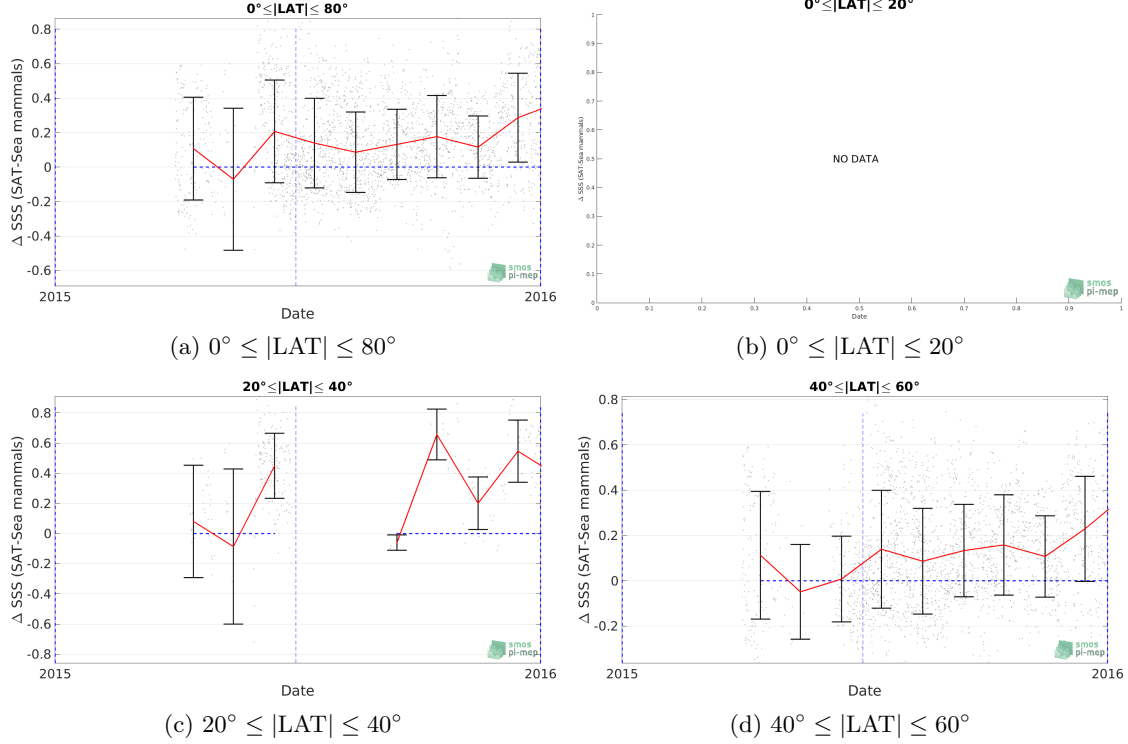 0°≤|LAT|≤ 80°
Δ SSS (SAT-Sea mammals)
0.8
0.6
0.4
0.2
0
-0.2
-0.4
-0.6
2015
2016
Date
smos
pi-mep
(a) 0° ≤ |LAT| ≤ 80°
0°≤|LAT|≤ 20°
Δ SSS (SAT-Sea mammals)
1
0.9
0.8
0.7
0.6
0.5
0.4
0.3
0.2
0.1
0
NO DATA
0 0.1 0.2 0.3 0.4 0.5 0.6 0.7 0.8 0.9 1
Date
smos
pi-mep
(b) 0° ≤ |LAT| ≤ 20°
20°≤|LAT|≤ 40°
Δ SSS (SAT-Sea mammals)
0.8
0.6
0.4
0.2
0
-0.2
-0.4
-0.6
-0.8
2015
2016
Date
smos
pi-mep
(c) 20° ≤ |LAT| ≤ 40°
40°≤|LAT|≤ 60°
Δ SSS (SAT-Sea mammals)
0.8
0.6
0.4
0.2
0
-0.2
2015
2016
Date
smos
pi-mep
(d) 40° ≤ |LAT| ≤ 60°